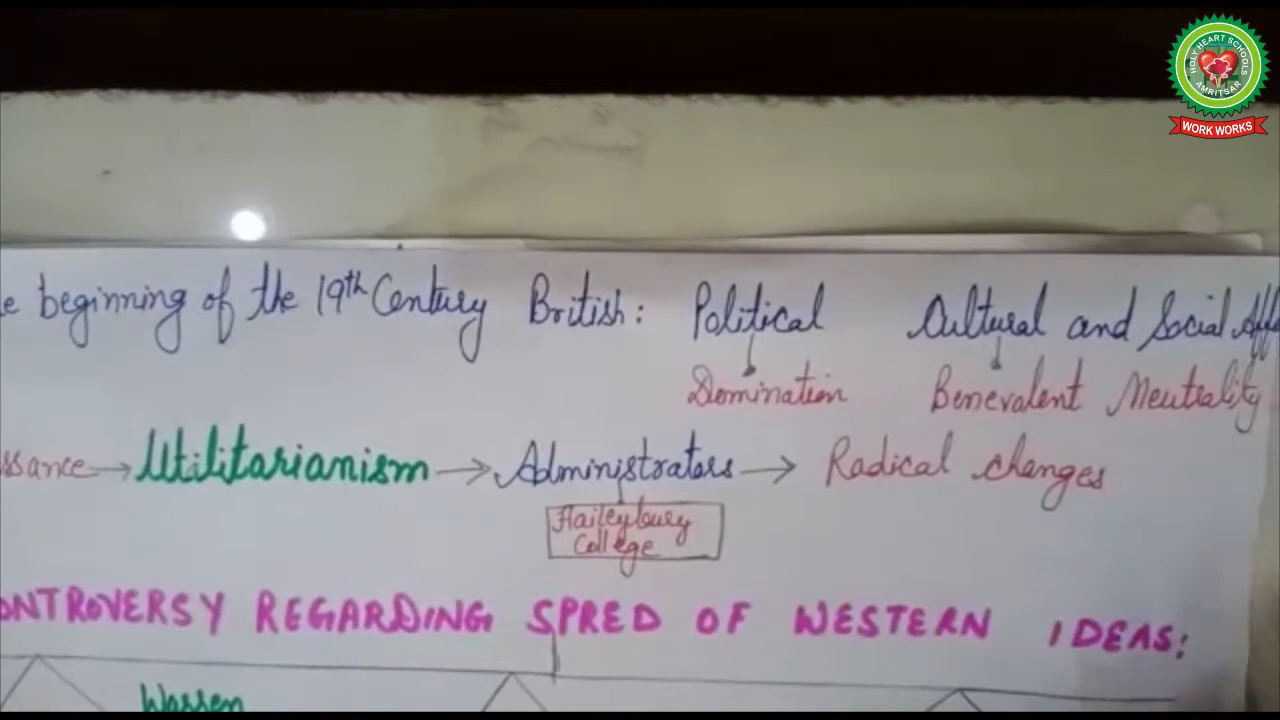 HOLY HEART SCHOOLS
AMRITSAR
WORK WORKS
e beginning of the 19th Century British: Political Cultural and Social Aff
Domination Benevalent Neutrality
ssance → Utilitarianism → Administrators → Radical changes
Haileybury
College
ONTROVERSY REGARDING SPRED OF WESTERN IDEAS:
Warren